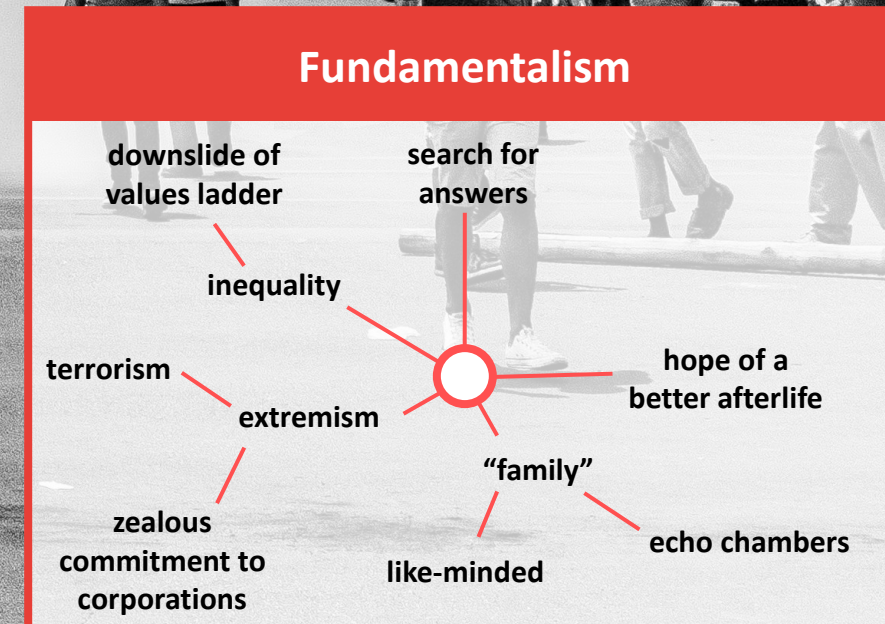 Fundamentalism
downslide of
values ladder
search for
answers
inequality
terrorism
extremism
hope of a
better afterlife
“family”
zealous
commitment to
corporations
like-minded
echo chambers